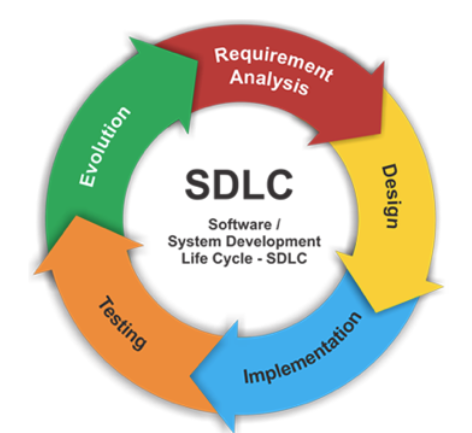 Requirement
Analysis
Design
Implementation
Testing
Evolution
SDLC
Software /
System Development
Life Cycle - SDLC